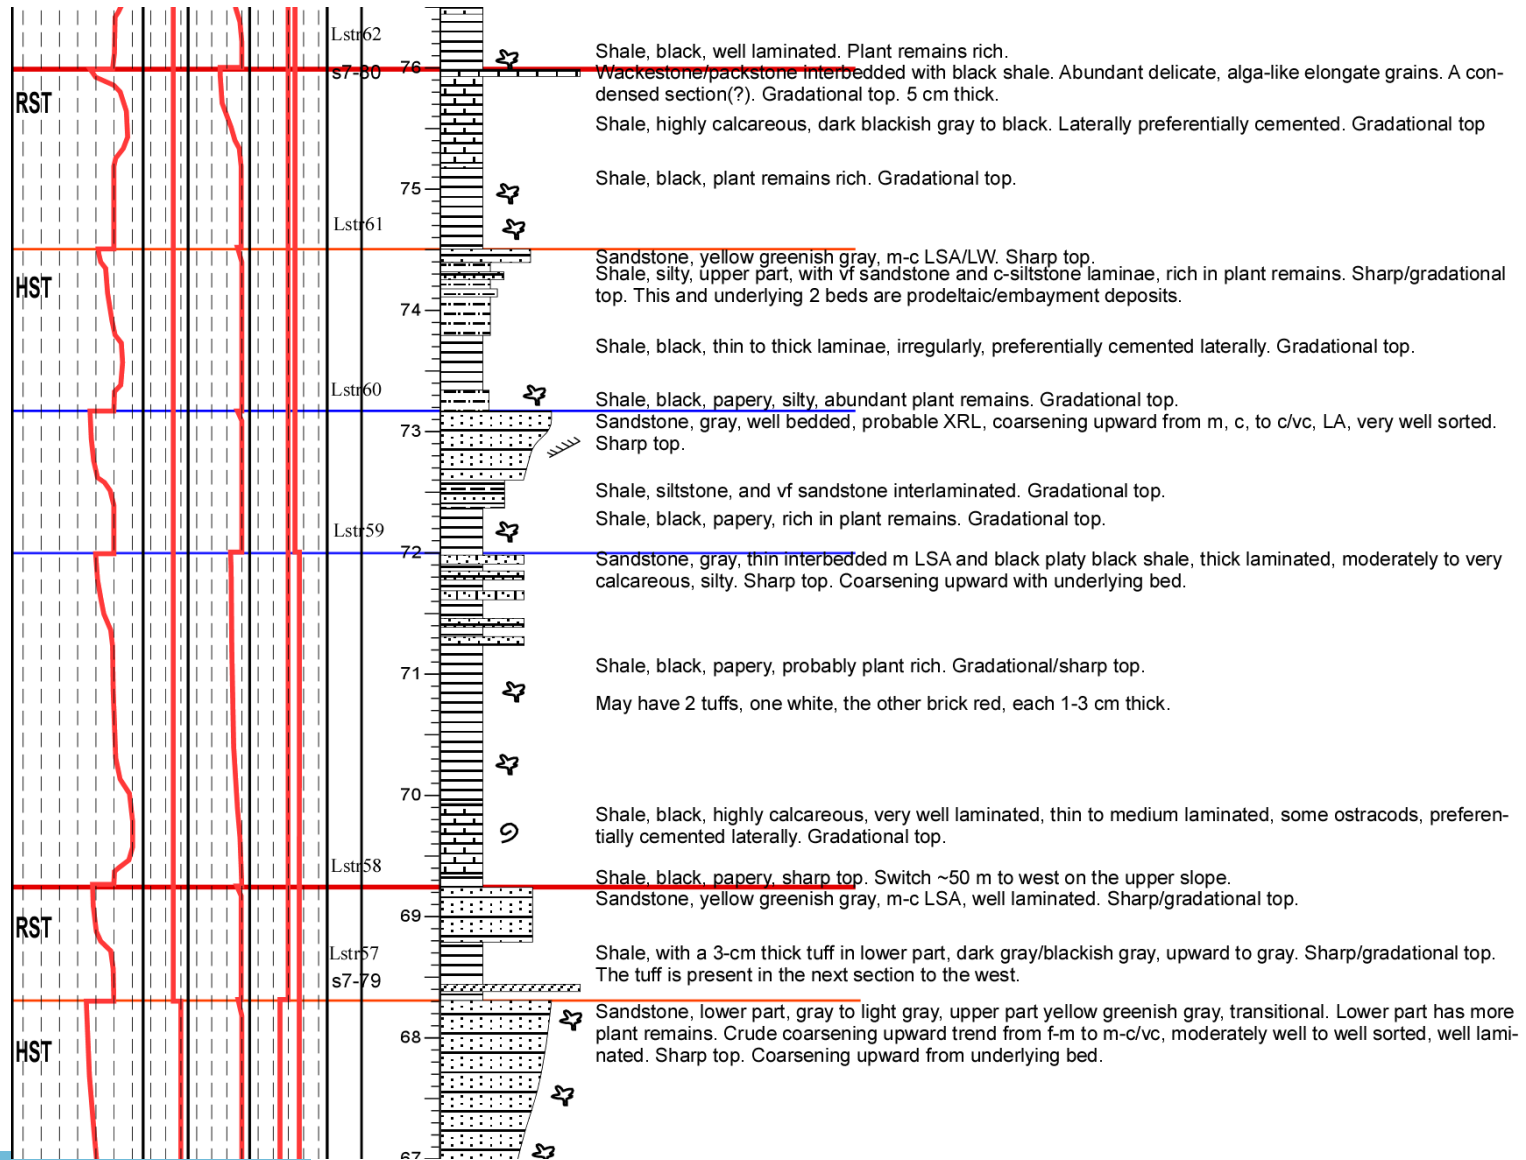 Lstr62
Shale, black, well laminated. Plant remains rich.
76
s7-80
Wackestone/packstone interbedded with black shale. Abundant delicate, alga-like elongate grains. A con-
densed section(?). Gradational top. 5 cm thick.
RST
Shale, highly calcareous, dark blackish gray to black. Laterally preferentially cemented. Gradational top
Shale, black, plant remains rich. Gradational top.
75
Lstr61
Sandstone, yellow greenish gray, m-c LSA/LW. Sharp top.
Shale, silty, upper part, with vf sandstone and c-siltstone laminae, rich in plant remains. Sharp/gradational
top. This and underlying 2 beds are prodeltaic/embayment deposits.
HST
74
Shale, black, thin to thick laminae, irregularly, preferentially cemented laterally. Gradational top.
Lstr60
Shale, black, papery, silty, abundant plant remains. Gradational top.
Sandstone, gray, well bedded, probable XRL, coarsening upward from m, c, to c/vc, LA, very well sorted.
Sharp top.
73
Shale, siltstone, and vf sandstone interlaminated. Gradational top.
Shale, black, papery, rich in plant remains. Gradational top.
Lstr59
72
Sandstone, gray, thin interbedded m LSA and black platy black shale, thick laminated, moderately to very
calcareous, silty. Sharp top. Coarsening upward with underlying bed.
Shale, black, papery, probably plant rich. Gradational/sharp top.
71
May have 2 tuffs, one white, the other brick red, each 1-3 cm thick.
70
Shale, black, highly calcareous, very well laminated, thin to medium laminated, some ostracods, preferen-
tially cemented laterally. Gradational top.
Lstr58
Shale, black, papery, sharp top. Switch ~50 m to west on the upper slope.
Sandstone, yellow greenish gray, m-c LSA, well laminated. Sharp/gradational top.
69
RST
Lstr57
Shale, with a 3-cm thick tuff in lower part, dark gray/blackish gray, upward to gray. Sharp/gradational top.
The tuff is present in the next section to the west.
s7-79
Sandstone, lower part, gray to light gray, upper part yellow greenish gray, transitional. Lower part has more
plant remains. Crude coarsening upward trend from f-m to m-c/vc, moderately well to well sorted, well lami-
nated. Sharp top. Coarsening upward from underlying bed.
68
HST
67